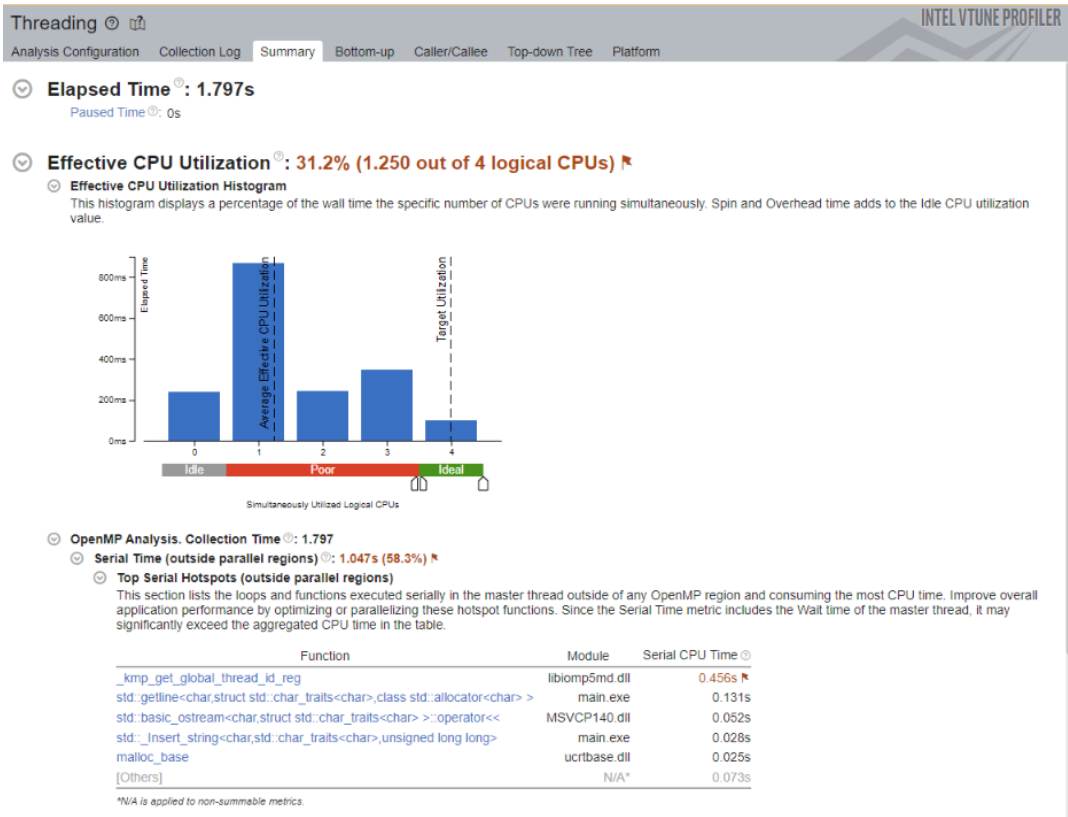 Threading
INTEL VTUNE PROFILER
Analysis Configuration Collection Log Summary Bottom-up Caller/Callee Top-down Tree Platform
Elapsed Time ?: 1.797s
Paused Time ?: 0s
Effective CPU Utilization ?: 31.2% (1.250 out of 4 logical CPUs)
Effective CPU Utilization Histogram
This histogram displays a percentage of the wall time the specific number of CPUs were running simultaneously. Spin and Overhead time adds to the Idle CPU utilization
value.
Elapsed Time
800ms
600ms
400ms
200ms
0ms
Average Effective CPU Utilization
Target Utilization
0 1 2 3 4
Idle Poor Ideal
Simultaneously Utilized Logical CPUs
OpenMP Analysis. Collection Time ?: 1.797
Serial Time (outside parallel regions) ?: 1.047s (58.3%)
Top Serial Hotspots (outside parallel regions)
This section lists the loops and functions executed serially in the master thread outside of any OpenMP region and consuming the most CPU time. Improve overall
application performance by optimizing or parallelizing these hotspot functions. Since the Serial Time metric includes the Wait time of the master thread, it may
significantly exceed the aggregated CPU time in the table.
Function Module Serial CPU Time ?
_kmp_get_global_thread_id_reg libiomp5md.dll 0.456s
std::getline<char,struct std::char_traits<char>,class std::allocator<char> > main.exe 0.131s
std::basic_ostream<char,struct std::char_traits<char> >::operator<< MSVCP140.dll 0.052s
std::_Insert_string<char,std::char_traits<char>,unsigned long long> main.exe 0.028s
malloc_base ucrtbase.dll 0.025s
[Others] N/A* 0.073s
*N/A is applied to non-summable metrics.